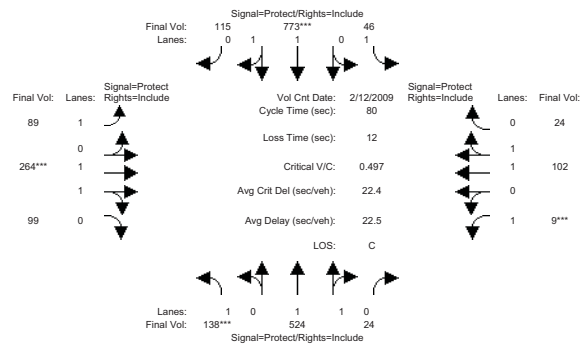 Signal=Protect/Rights=Include
Final Vol: 115 773*** 46
Lanes: 0 1 1 0 1
Signal=Protect
Final Vol: Lanes: Rights=Include
Vol Cnt Date: 2/12/2009
Signal=Protect
Rights=Include Lanes: Final Vol:
Cycle Time (sec): 80
89 1
0 24
Loss Time (sec): 12
0
1
264*** 1
Critical V/C: 0.497
1 102
1
Avg Crit Del (sec/veh): 22.4
0
99 0
Avg Delay (sec/veh): 22.5
1 9***
LOS: C
Lanes: 1 0 1 1 0
Final Vol: 138*** 524 24
Signal=Protect/Rights=Include